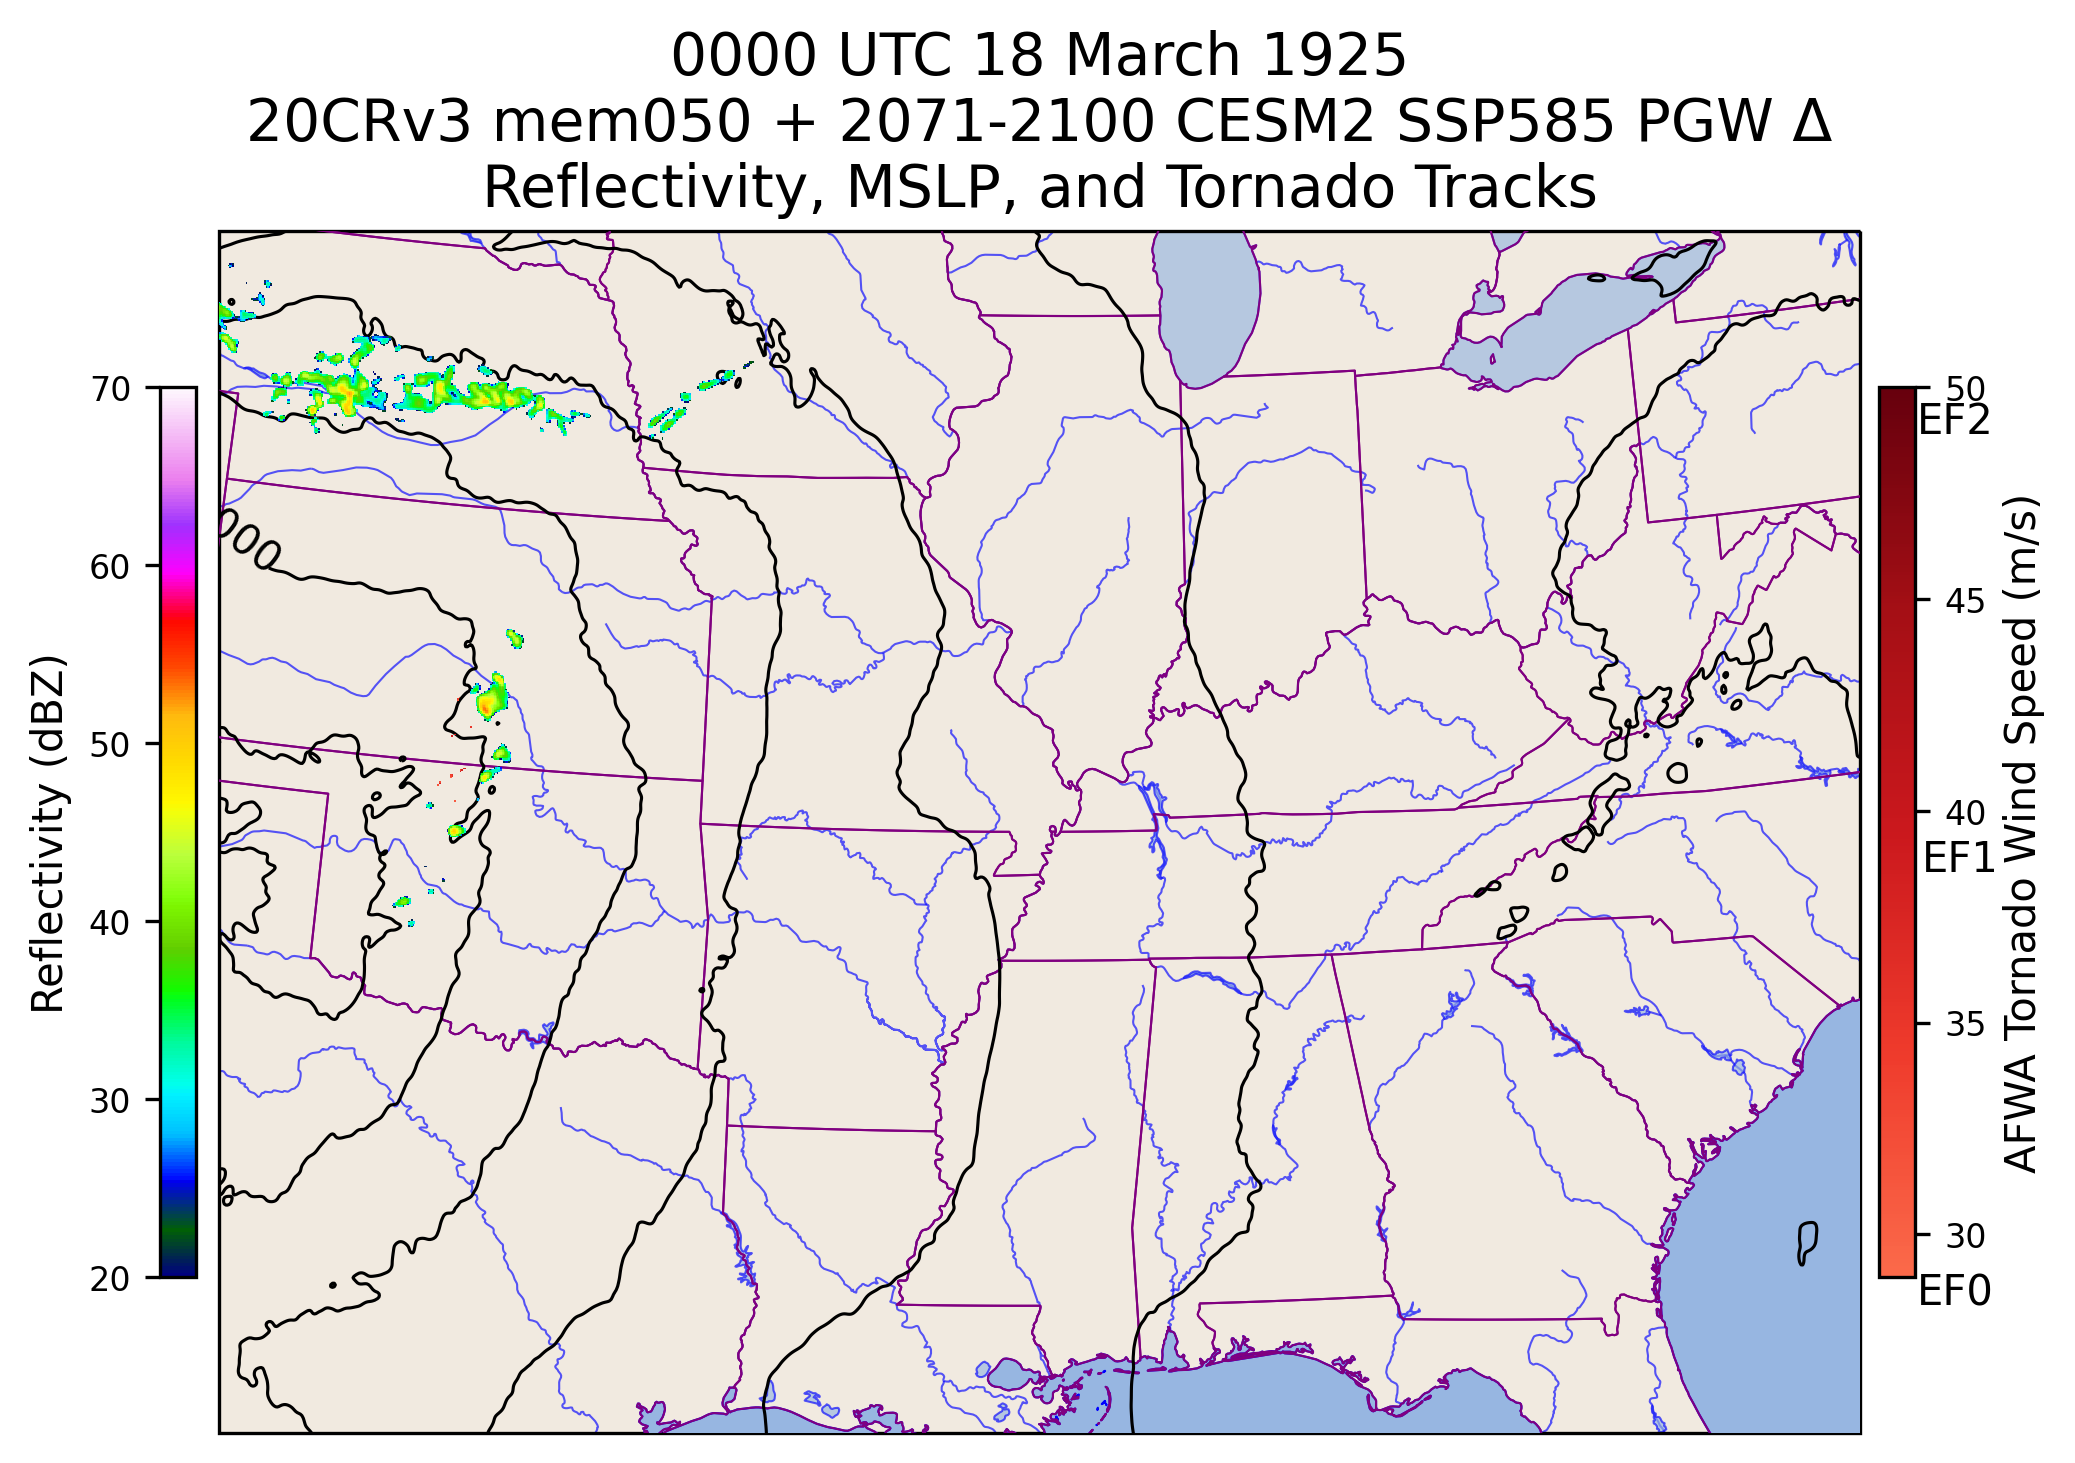 0000 UTC 18 March 1925
20CRv3 mem050 + 2071-2100 CESM2 SSP585 PGW Δ
Reflectivity, MSLP, and Tornado Tracks
Reflectivity (dBZ)
70
60
50
40
30
20
000
50
EF2
45
40
EF1
35
30
EF0
AFWA Tornado Wind Speed (m/s)